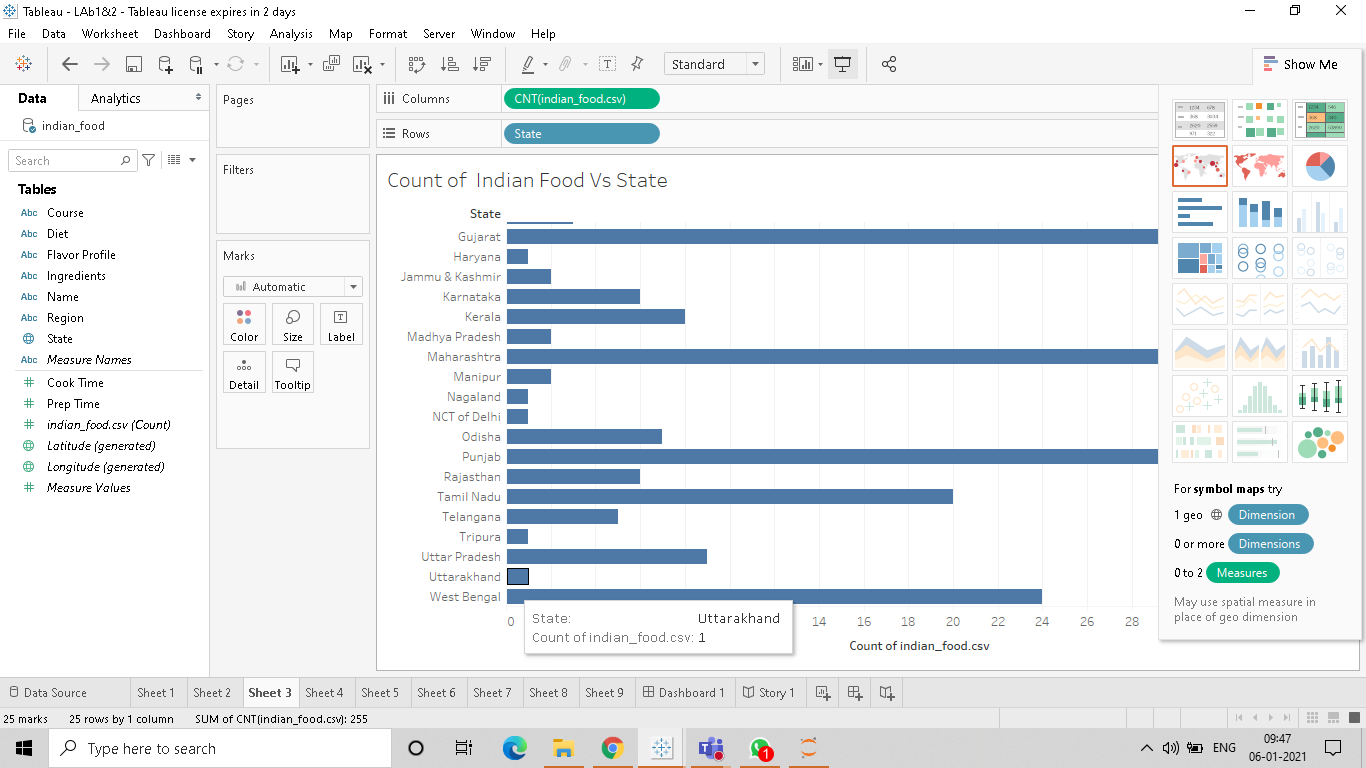 Tableau - LAb1&2 - Tableau license expires in 2 days
File Data Worksheet Dashboard Story Analysis Map Format Server Window Help
Standard
Show Me
Data Analytics
indian_food
Search
Tables
Abc Course
Abc Diet
Abc Flavor Profile
Abc Ingredients
Abc Name
Abc Region
State
Abc Measure Names
Cook Time
Prep Time
indian_food.csv (Count)
Latitude (generated)
Longitude (generated)
Measure Values
Pages
Filters
Marks
Automatic
Color Size Label
Detail Tooltip
Columns CNT(indian_food.csv)
Rows State
Count of Indian Food Vs State
State
Gujarat
Haryana
Jammu & Kashmir
Karnataka
Kerala
Madhya Pradesh
Maharashtra
Manipur
Nagaland
NCT of Delhi
Odisha
Punjab
Rajasthan
Tamil Nadu
Telangana
Tripura
Uttar Pradesh
Uttarakhand
West Bengal
0 14 16 18 20 22 24 26 28
Count of indian_food.csv
State: Uttarakhand
Count of indian_food.csv: 1
For symbol maps try
1 geo Dimension
0 or more Dimensions
0 to 2 Measures
May use spatial measure in
place of geo dimension
Data Source Sheet 1 Sheet 2 Sheet 3 Sheet 4 Sheet 5 Sheet 6 Sheet 7 Sheet 8 Sheet 9 Dashboard 1 Story 1
25 marks 25 rows by 1 column SUM of CNT(indian_food.csv): 255
Type here to search
1
ENG
09:47
06-01-2021